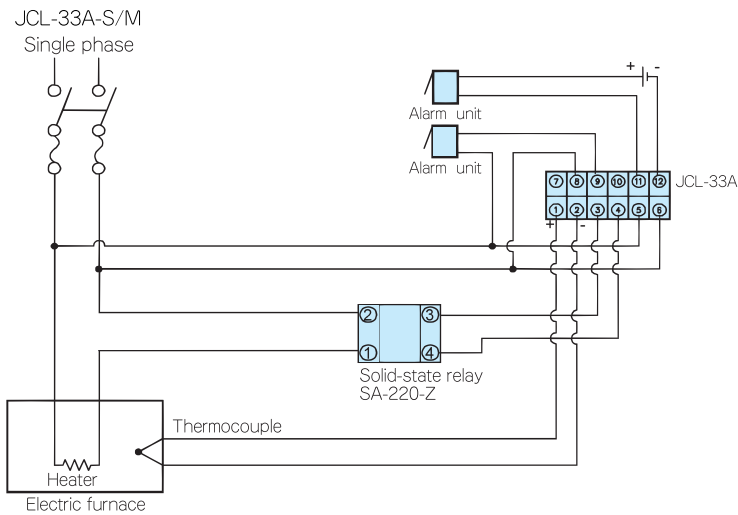 JCL-33A-S/M
Single phase
+ -
Alarm unit
Alarm unit
7 8 9 10 11 12
JCL-33A
1 2 3 4 5 6
+ -
2 3
1 4
Solid-state relay
SA-220-Z
Thermocouple
Heater
Electric furnace